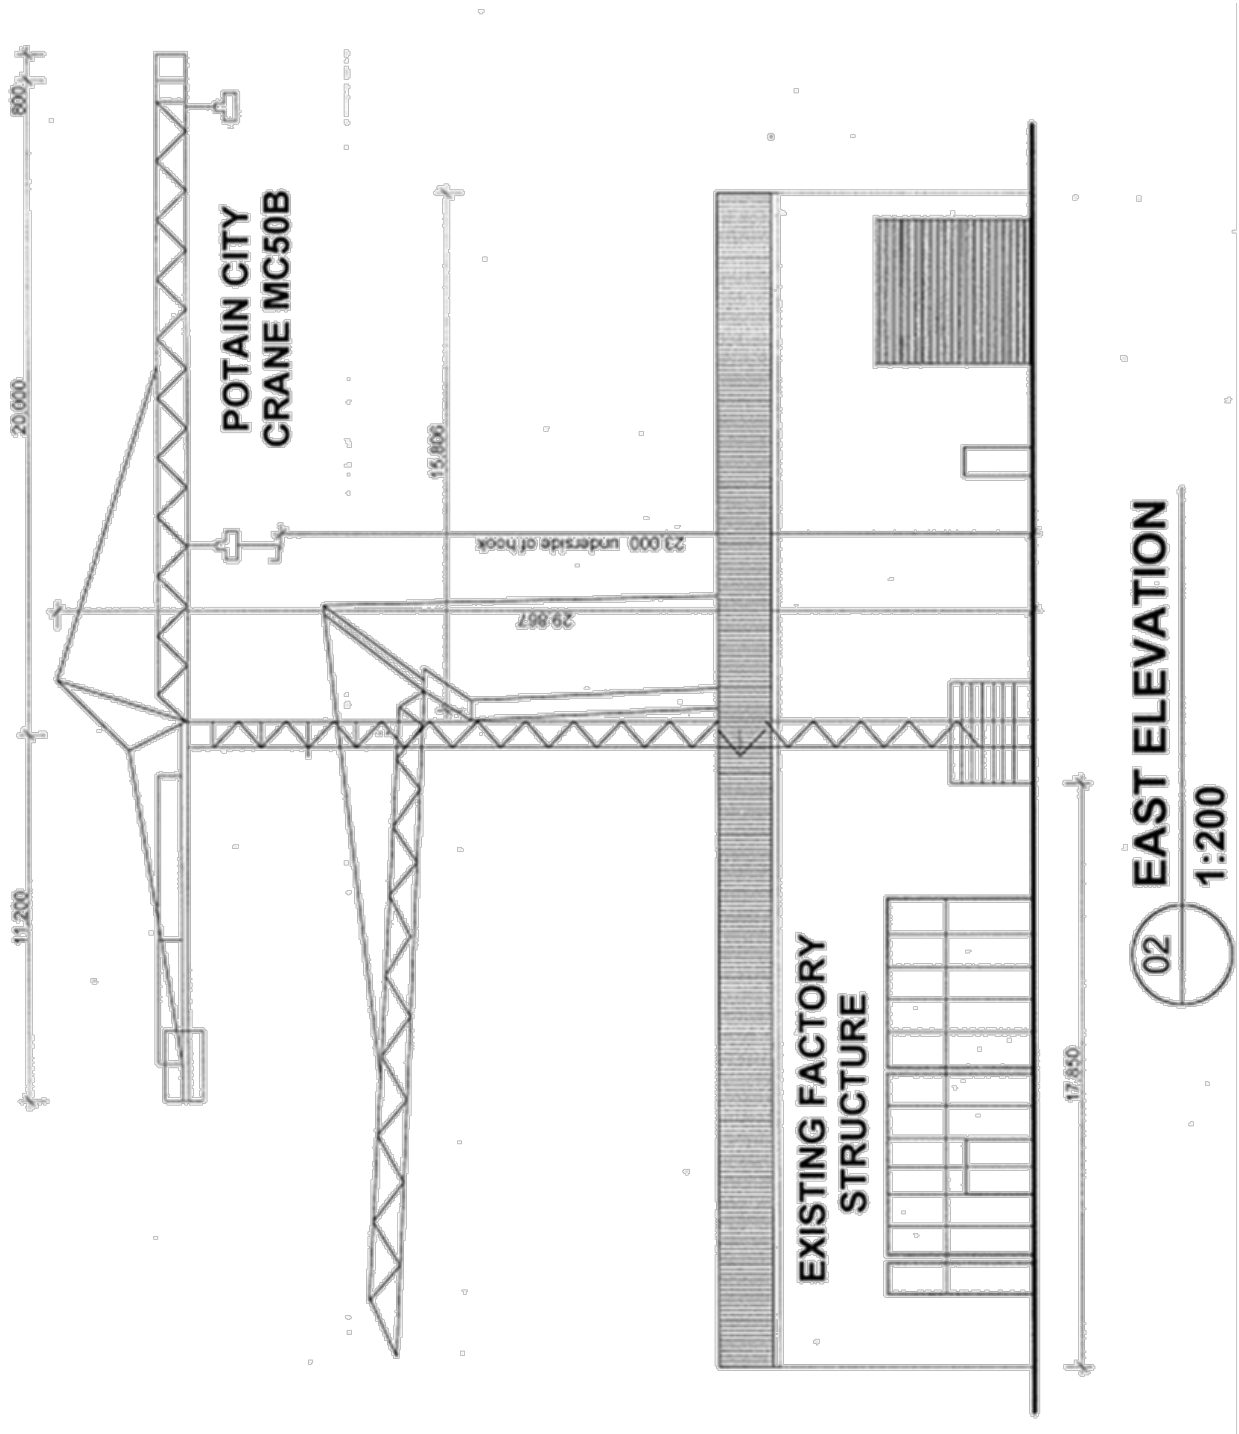 11.200
20.000
800
POTAIN CITY
CRANE MC50B
15.806
23.000 underside of hook
29.867
EXISTING FACTORY
STRUCTURE
17.850
02
EAST ELEVATION
1:200